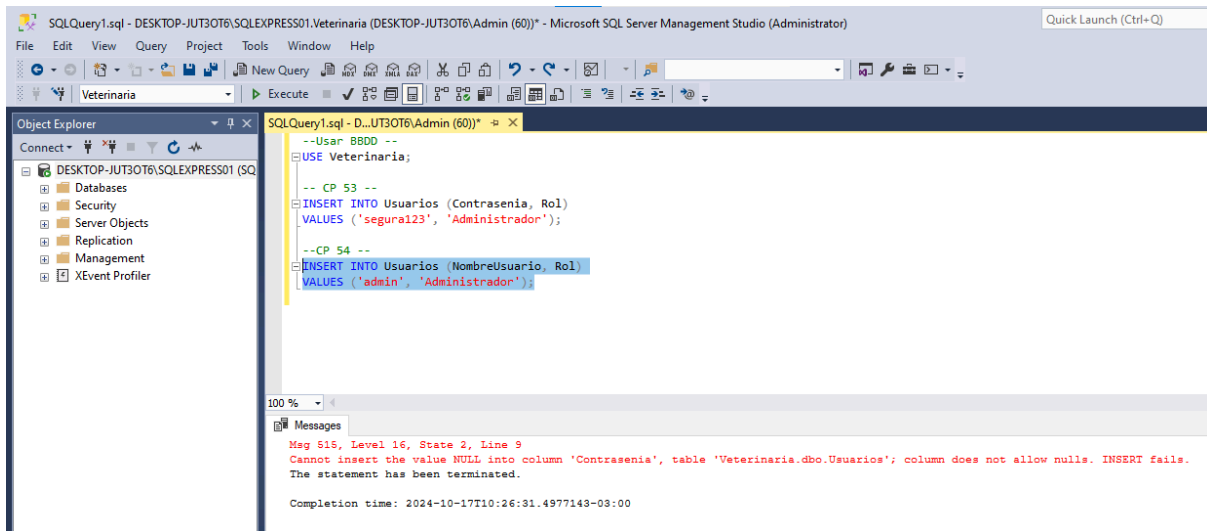 SQLQuery1.sql - DESKTOP-JUT3OT6\SQLEXPRESS01.Veterinaria (DESKTOP-JUT3OT6\Admin (60))* - Microsoft SQL Server Management Studio (Administrator)
Quick Launch (Ctrl+Q)
File Edit View Query Project Tools Window Help
New Query
Veterinaria
Execute
Object Explorer
SQLQuery1.sql - D...UT3OT6\Admin (60))*
Connect
DESKTOP-JUT3OT6\SQLEXPRESS01 (SQ
Databases
Security
Server Objects
Replication
Management
XEvent Profiler
--Usar BBDD --
USE Veterinaria;
-- CP 53 --
INSERT INTO Usuarios (Contrasenia, Rol)
VALUES ('segura123', 'Administrador');
--CP 54 --
INSERT INTO Usuarios (NombreUsuario, Rol)
VALUES ('admin', 'Administrador');
100 %
Messages
Msg 515, Level 16, State 2, Line 9
Cannot insert the value NULL into column 'Contrasenia', table 'Veterinaria.dbo.Usuarios'; column does not allow nulls. INSERT fails.
The statement has been terminated.
Completion time: 2024-10-17T10:26:31.4977143-03:00